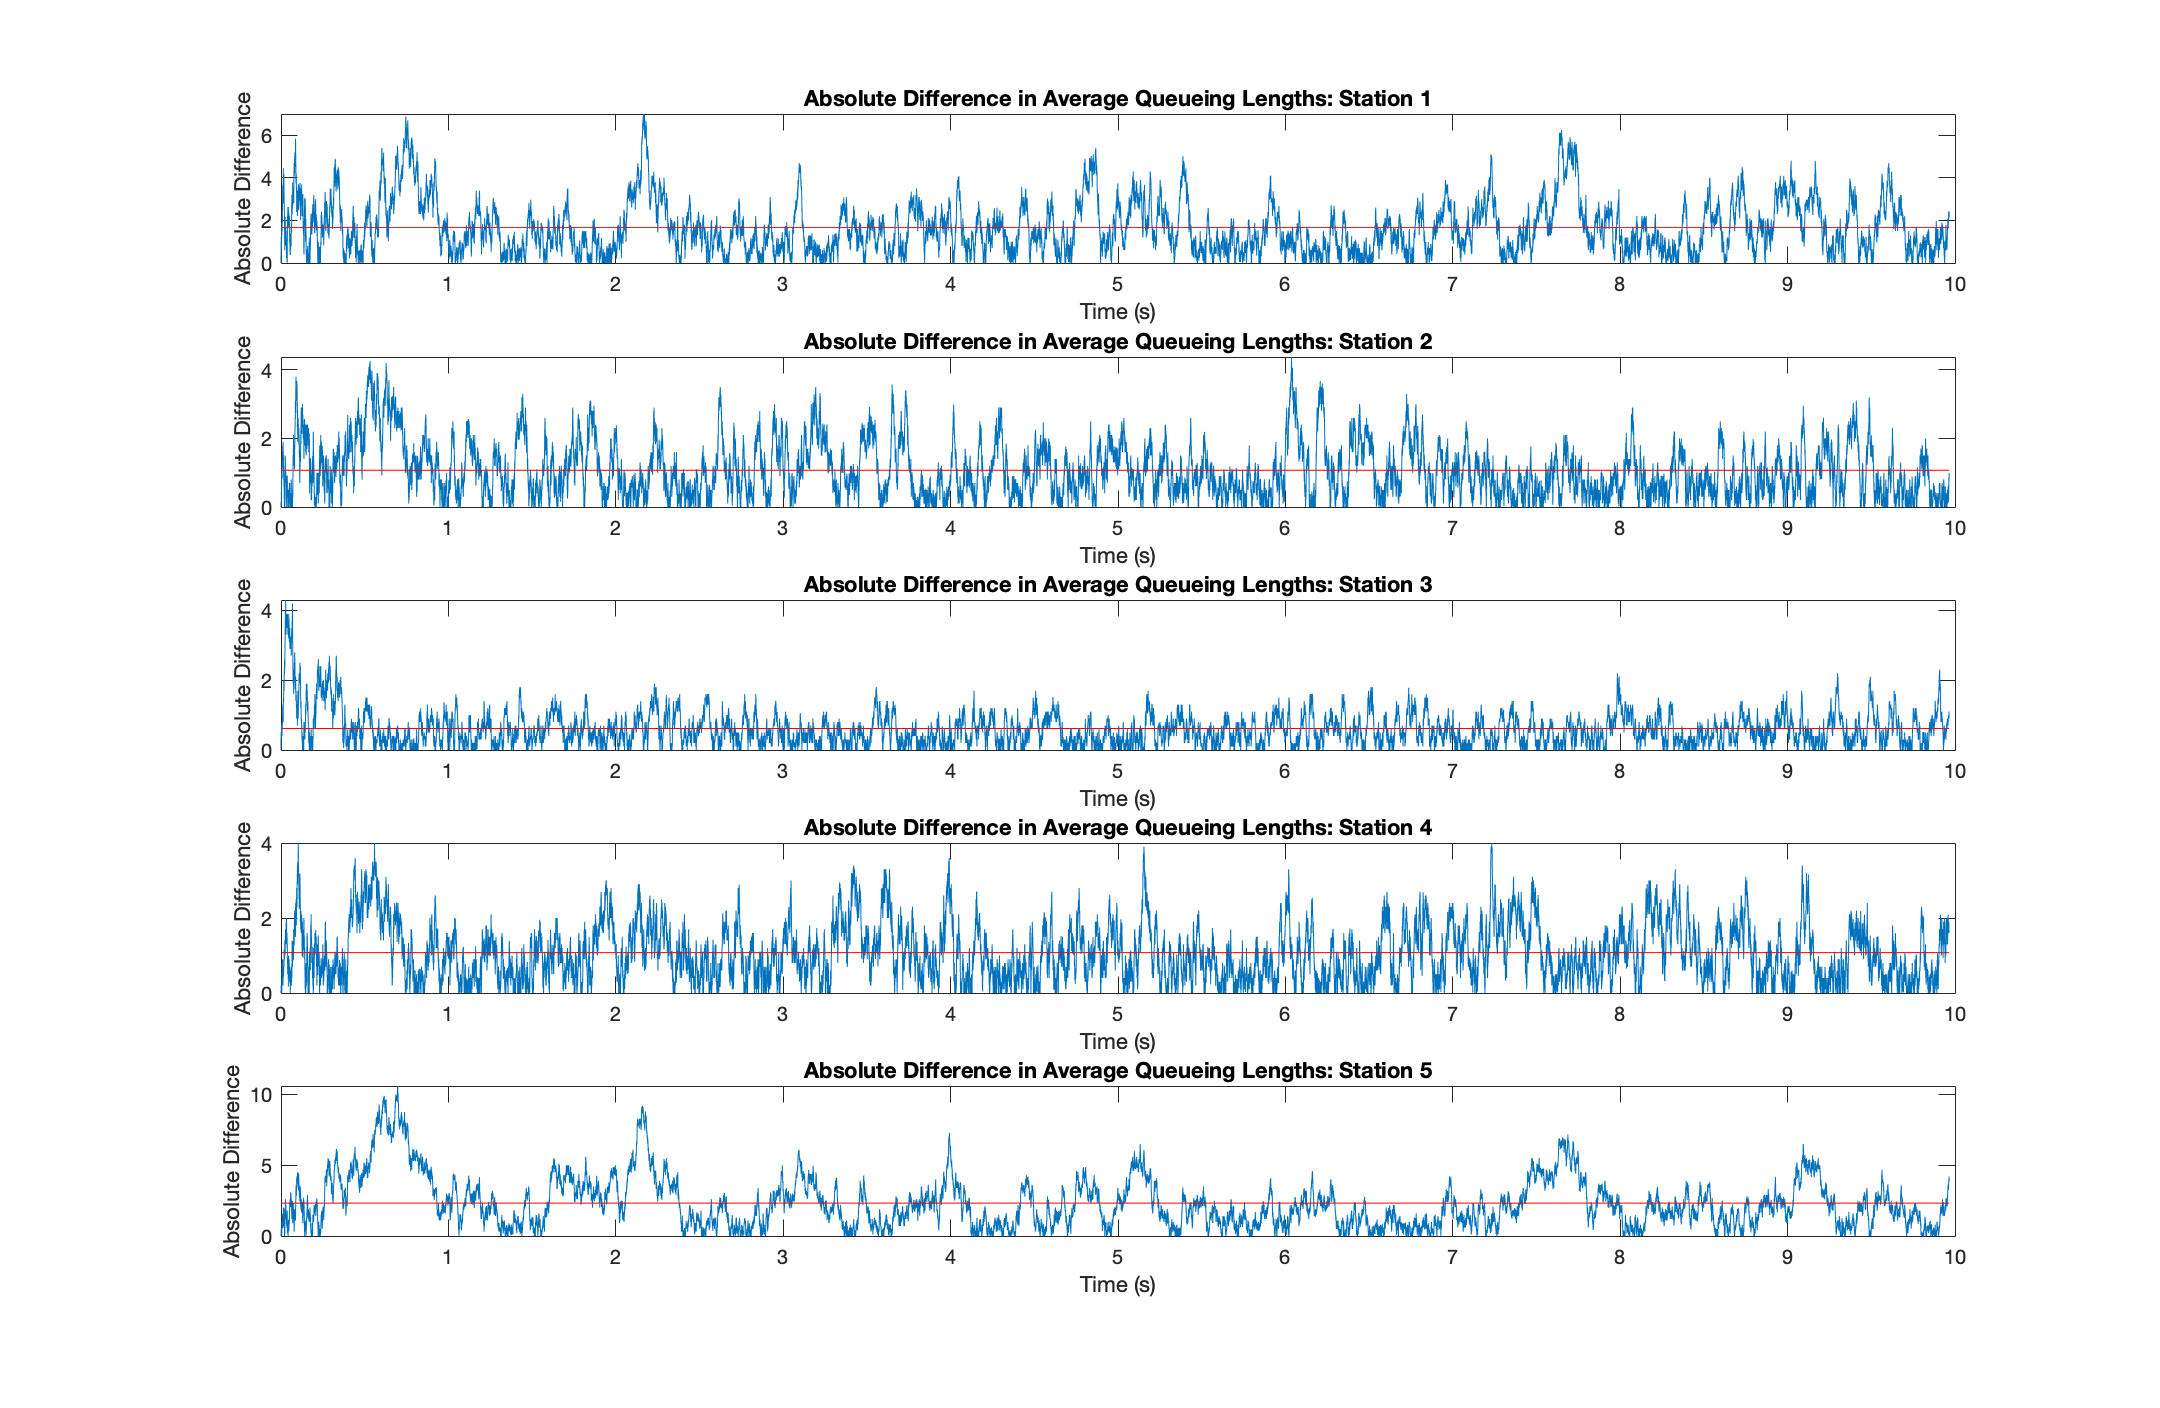 Absolute Difference in Average Queueing Lengths: Station 1
Absolute Difference
6
4
2
0
0 1 2 3 4 5 6 7 8 9 10
Time (s)
Absolute Difference in Average Queueing Lengths: Station 2
Absolute Difference
4
2
0
0 1 2 3 4 5 6 7 8 9 10
Time (s)
Absolute Difference in Average Queueing Lengths: Station 3
Absolute Difference
4
2
0
0 1 2 3 4 5 6 7 8 9 10
Time (s)
Absolute Difference in Average Queueing Lengths: Station 4
Absolute Difference
4
2
0
0 1 2 3 4 5 6 7 8 9 10
Time (s)
Absolute Difference in Average Queueing Lengths: Station 5
Absolute Difference
10
5
0
0 1 2 3 4 5 6 7 8 9 10
Time (s)